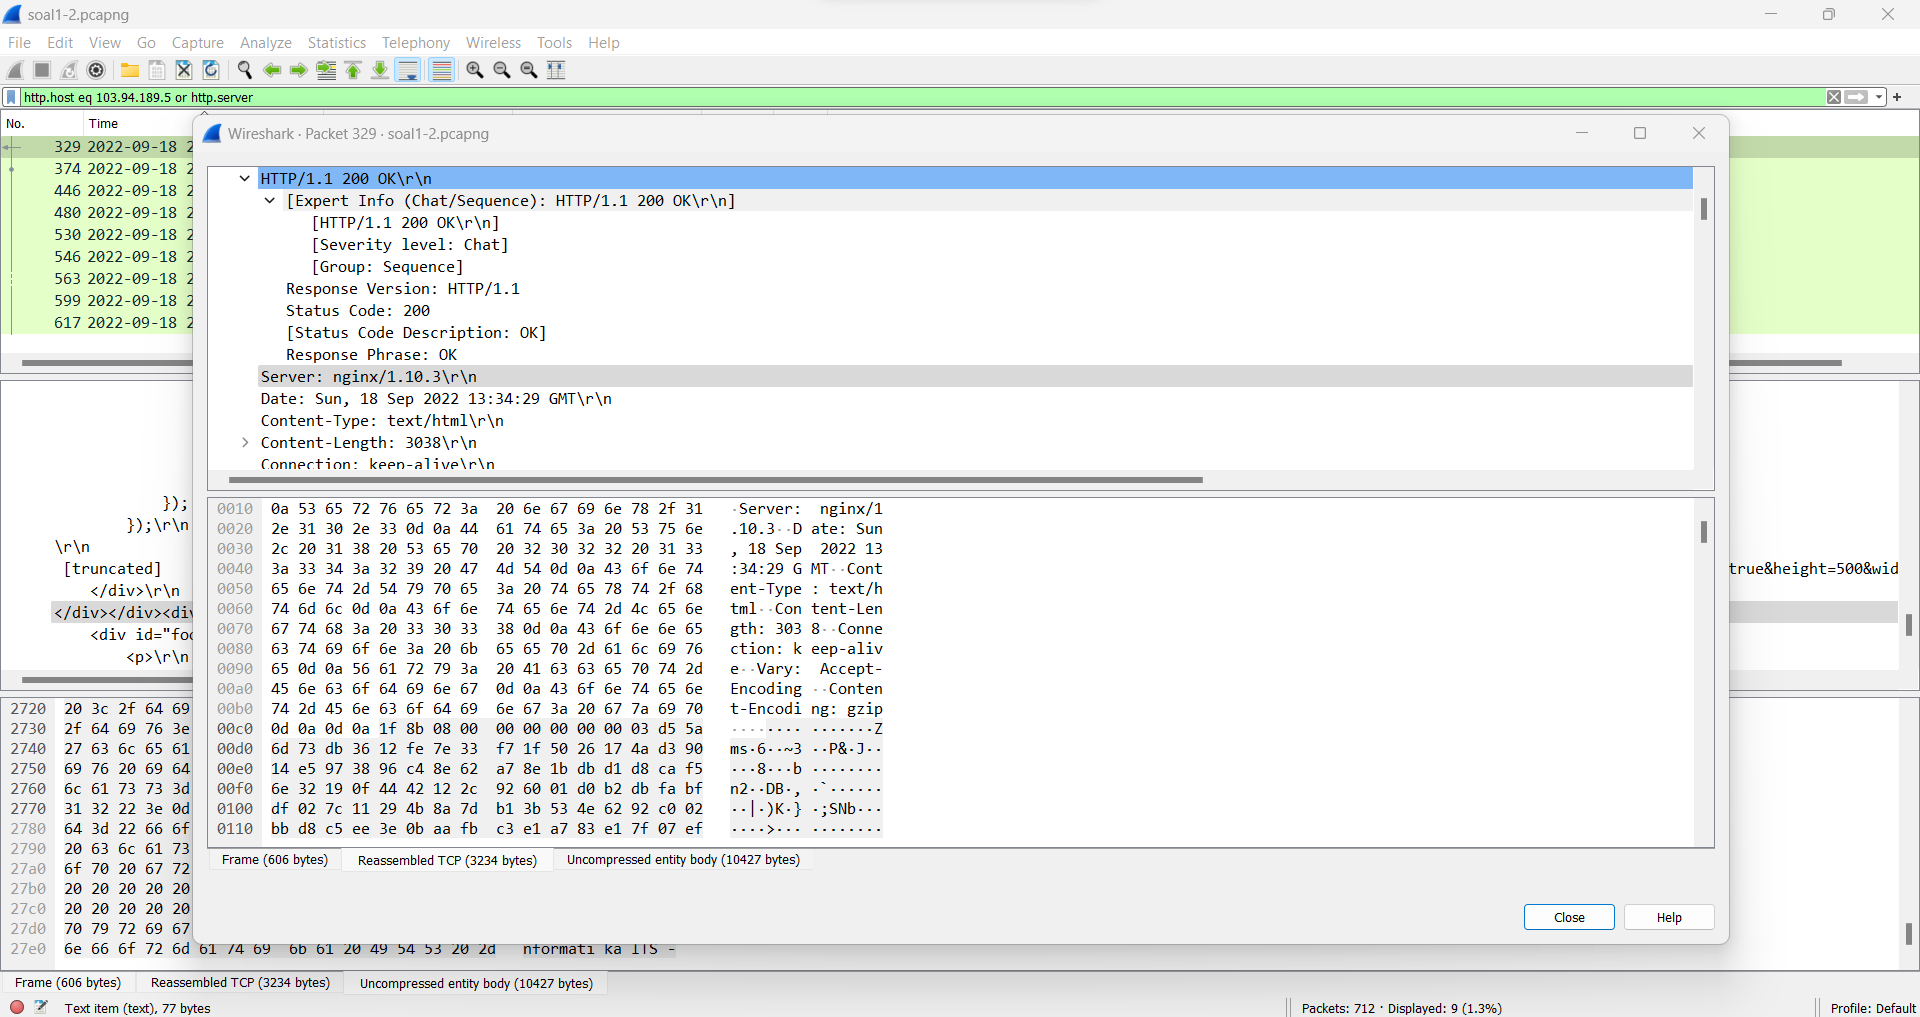 soal1-2.pcapng
File Edit View Go Capture Analyze Statistics Telephony Wireless Tools Help
http.host eq 103.94.189.5 or http.server
No. Time
329 2022-09-18 2
374 2022-09-18 2
446 2022-09-18 2
480 2022-09-18 2
530 2022-09-18 2
546 2022-09-18 2
563 2022-09-18 2
599 2022-09-18 2
617 2022-09-18 2
Wireshark · Packet 329 · soal1-2.pcapng
HTTP/1.1 200 OK\r\n
[Expert Info (Chat/Sequence): HTTP/1.1 200 OK\r\n]
[HTTP/1.1 200 OK\r\n]
[Severity level: Chat]
[Group: Sequence]
Response Version: HTTP/1.1
Status Code: 200
[Status Code Description: OK]
Response Phrase: OK
Server: nginx/1.10.3\r\n
Date: Sun, 18 Sep 2022 13:34:29 GMT\r\n
Content-Type: text/html\r\n
Content-Length: 3038\r\n
Connection: keep-alive\r\n
0010 0a 53 65 72 76 65 72 3a 20 6e 67 69 6e 78 2f 31 ·Server: nginx/1
0020 2e 31 30 2e 33 0d 0a 44 61 74 65 3a 20 53 75 6e .10.3··D ate: Sun
0030 2c 20 31 38 20 53 65 70 20 32 30 32 32 20 31 33 , 18 Sep 2022 13
0040 3a 33 34 3a 32 39 20 47 4d 54 0d 0a 43 6f 6e 74 :34:29 G MT··Cont
0050 65 6e 74 2d 54 79 70 65 3a 20 74 65 78 74 2f 68 ent-Type : text/h
0060 74 6d 6c 0d 0a 43 6f 6e 74 65 6e 74 2d 4c 65 6e tml··Con tent-Len
0070 67 74 68 3a 20 33 30 33 38 0d 0a 43 6f 6e 6e 65 gth: 303 8··Conne
0080 63 74 69 6f 6e 3a 20 6b 65 65 70 2d 61 6c 69 76 ction: k eep-aliv
0090 65 0d 0a 56 61 72 79 3a 20 41 63 63 65 70 74 2d e··Vary: Accept-
00a0 45 6e 63 6f 64 69 6e 67 0d 0a 43 6f 6e 74 65 6e Encoding ··Conten
00b0 74 2d 45 6e 63 6f 64 69 6e 67 3a 20 67 7a 69 70 t-Encodi ng: gzip
00c0 0d 0a 0d 0a 1f 8b 08 00 00 00 00 00 00 03 d5 5a ········ ·······Z
00d0 6d 73 db 36 12 fe 7e 33 f7 1f 50 26 17 4a d3 90 ms·6··~3 ··P&·J··
00e0 14 e5 97 38 96 c4 8e 62 a7 8e 1b db d1 d8 ca f5 ···8···b ········
00f0 6e 32 19 0f 44 42 12 2c 92 60 01 d0 b2 db fa bf n2··DB·, ·`······
0100 df 02 7c 11 29 4b 8a 7d b1 3b 53 4e 62 92 c0 02 ··|·)K·} ·;SNb···
0110 bb d8 c5 ee 3e 0b aa fb c3 e1 a7 83 e1 7f 07 ef ····>··· ········
Frame (606 bytes) Reassembled TCP (3234 bytes) Uncompressed entity body (10427 bytes)
Close Help
});
});\r\n
\r\n
[truncated] true&height=500&wid
</div>\r\n
</div></div><di
<div id="foo
<p>\r\n
2720 20 3c 2f 64 69
2730 2f 64 69 76 3e
2740 27 63 6c 65 61
2750 69 76 20 69 64
2760 6c 61 73 73 3d
2770 31 32 22 3e 0d
2780 64 3d 22 66 6f
2790 20 63 6c 61 73
27a0 6f 70 20 67 72
27b0 20 20 20 20 20
27c0 20 20 20 20 20
27d0 70 79 72 69 67
27e0 6e 66 6f 72 6d 61 74 69 6b 61 20 49 54 53 20 2d nformati ka ITS -
Frame (606 bytes) Reassembled TCP (3234 bytes) Uncompressed entity body (10427 bytes)
Text item (text), 77 bytes Packets: 712 · Displayed: 9 (1.3%) Profile: Default